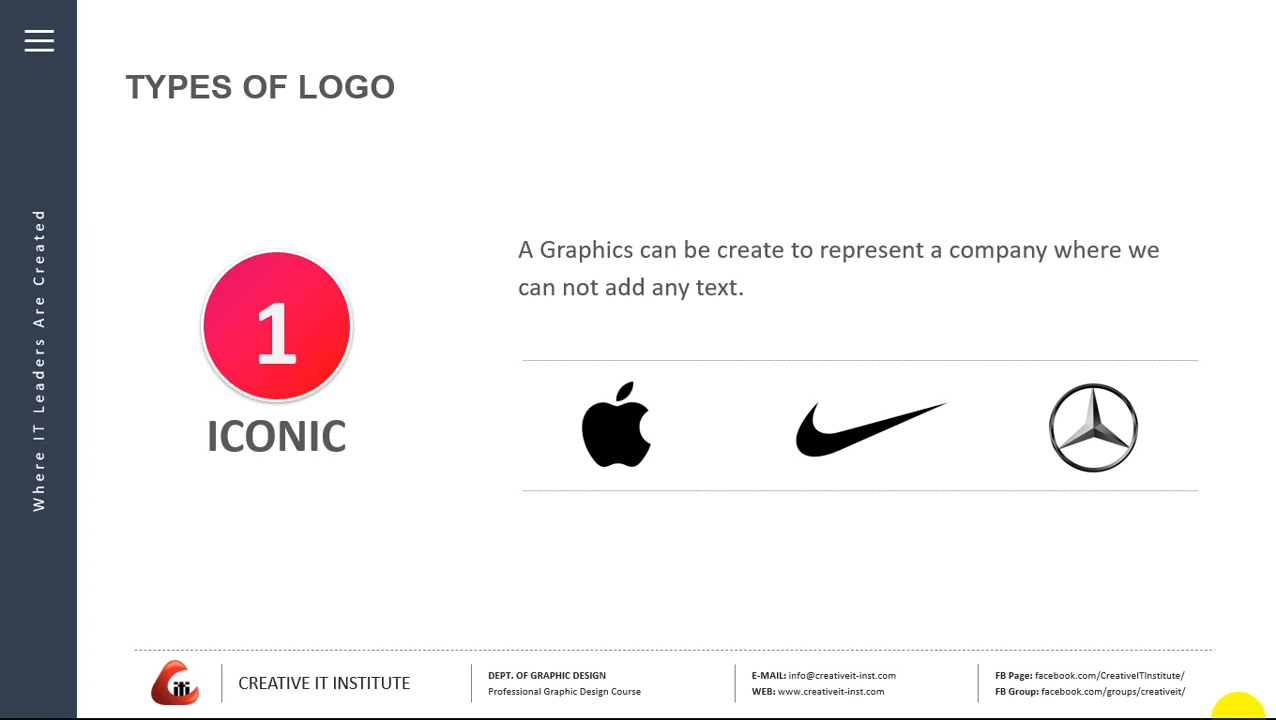 TYPES OF LOGO
Where IT Leaders Are Created
A Graphics can be create to represent a company where we
can not add any text.
1
ICONIC
iti
CREATIVE IT INSTITUTE
DEPT. OF GRAPHIC DESIGN
Professional Graphic Design Course
E-MAIL: info@creativeit-inst.com
WEB: www.creativeit-inst.com
FB Page: facebook.com/CreativeITInstitute/
FB Group: facebook.com/groups/creativeit/